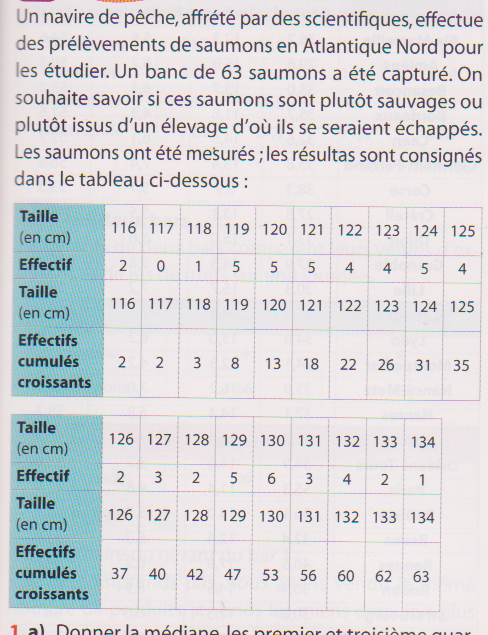 Un navire de pêche, affrété par des scientifiques, effectue
des prélèvements de saumons en Atlantique Nord pour
les étudier. Un banc de 63 saumons a été capturé. On
souhaite savoir si ces saumons sont plutôt sauvages ou
plutôt issus d'un élevage d'où ils se seraient échappés.
Les saumons ont été mesurés ; les résultas sont consignés
dans le tableau ci-dessous :
Taille
(en cm) 116 117 118 119 120 121 122 123 124 125
Effectif 2 0 1 5 5 5 4 4 5 4
Taille
(en cm) 116 117 118 119 120 121 122 123 124 125
Effectifs
cumulés 2 2 3 8 13 18 22 26 31 35
croissants
Taille
(en cm) 126 127 128 129 130 131 132 133 134
Effectif 2 3 2 5 6 3 4 2 1
Taille
(en cm) 126 127 128 129 130 131 132 133 134
Effectifs
cumulés 37 40 42 47 53 56 60 62 63
croissants
1 a) Donner la médiane, les premier et troisième quar-